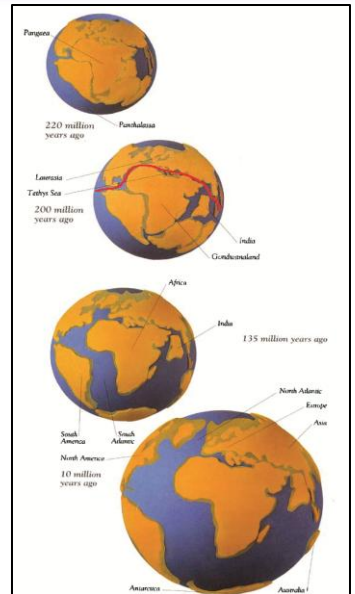 Pangaea
220 million
years ago
Panthalassa
Laurasia
Tethys Sea
200 million
years ago
India
Gondwanaland
Africa
India
135 million years ago
South
America
South
Atlantic
North Atlantic
Europe
Asia
North America
10 million
years ago
Antarctica
Australia